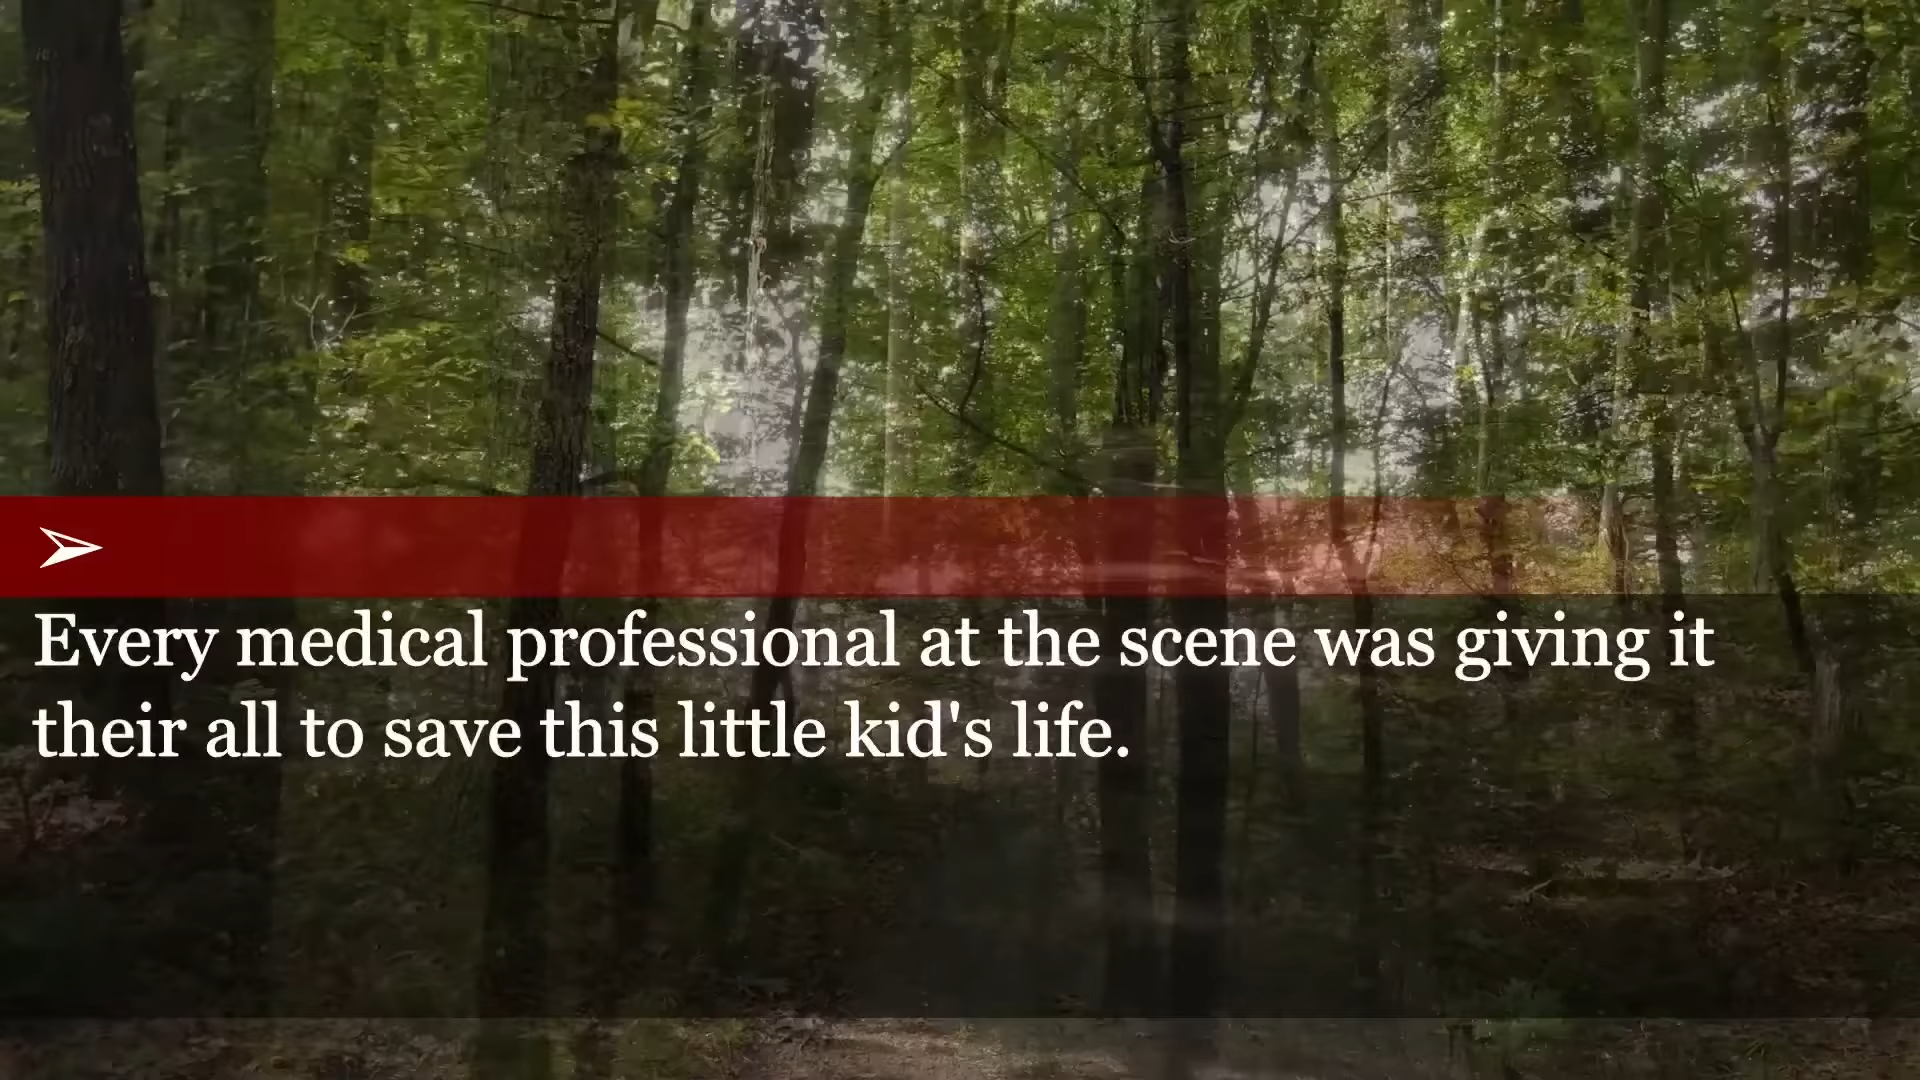 Every medical professional at the scene was giving it
their all to save this little kid's life.